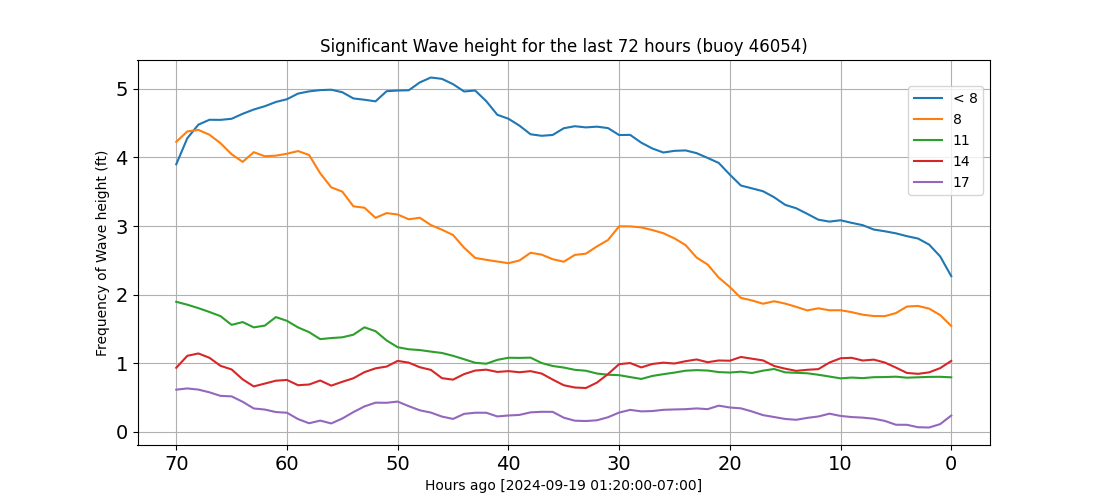 Significant Wave height for the last 72 hours (buoy 46054)
Frequency of Wave height (ft)
5
4
3
2
1
0
< 8
8
11
14
17
70 60 50 40 30 20 10 0
Hours ago [2024-09-19 01:20:00-07:00]